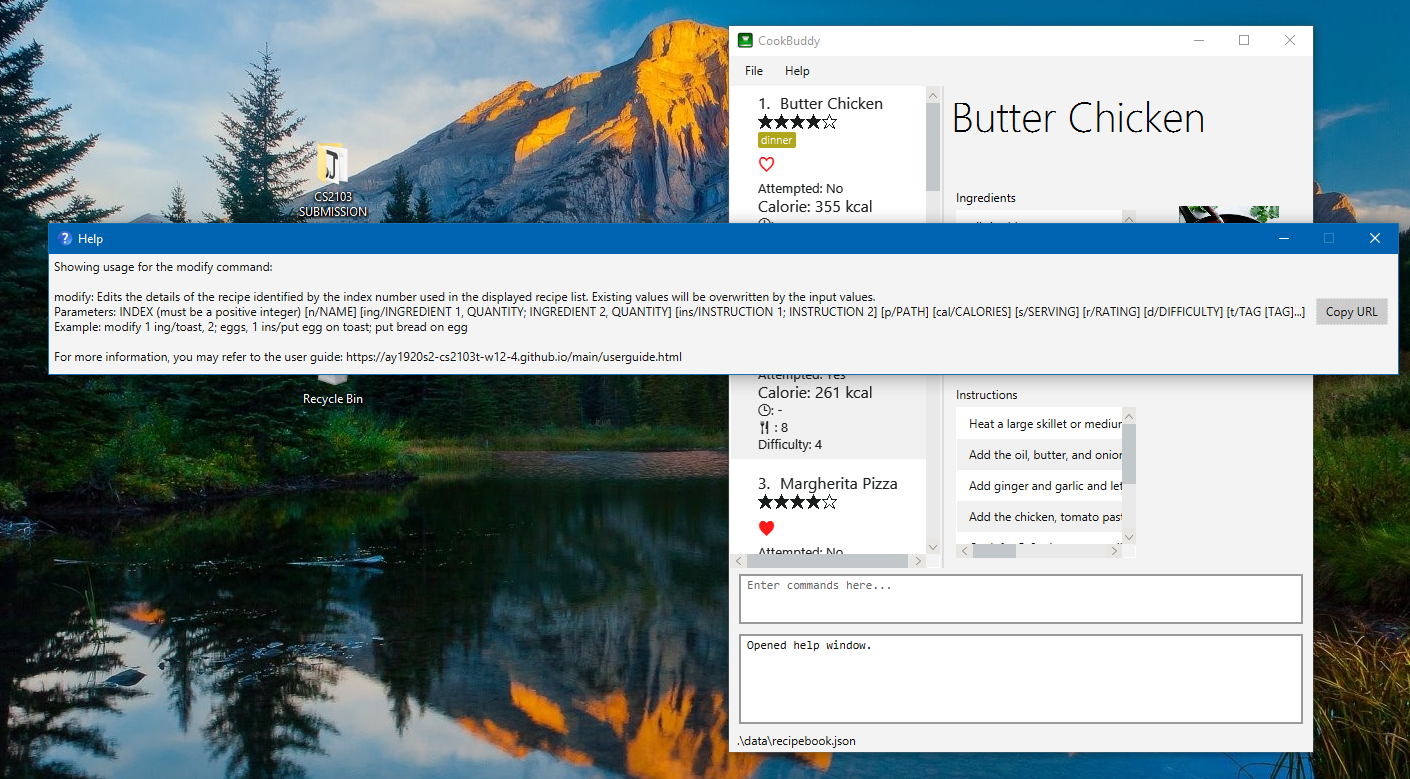 CookBuddy
File Help
1. Butter Chicken
dinner
Attempted: No
Calorie: 355 kcal
Butter Chicken
Ingredients
CS2103
SUBMISSION
Help
Showing usage for the modify command:
modify: Edits the details of the recipe identified by the index number used in the displayed recipe list. Existing values will be overwritten by the input values.
Parameters: INDEX (must be a positive integer) [n/NAME] [ing/INGREDIENT 1, QUANTITY; INGREDIENT 2, QUANTITY] [ins/INSTRUCTION 1; INSTRUCTION 2] [p/PATH] [cal/CALORIES] [s/SERVING] [r/RATING] [d/DIFFICULTY] [t/TAG [TAG]...]
Example: modify 1 ing/toast, 2; eggs, 1 ins/put egg on toast; put bread on egg
For more information, you may refer to the user guide: https://ay1920s2-cs2103t-w12-4.github.io/main/userguide.html
Copy URL
Recycle Bin
Attempted: Yes
Calorie: 261 kcal
: -
: 8
Difficulty: 4
3. Margherita Pizza
Attempted: No
Instructions
Heat a large skillet or medium
Add the oil, butter, and onion
Add ginger and garlic and let
Add the chicken, tomato past
Enter commands here...
Opened help window.
.\data\recipebook.json